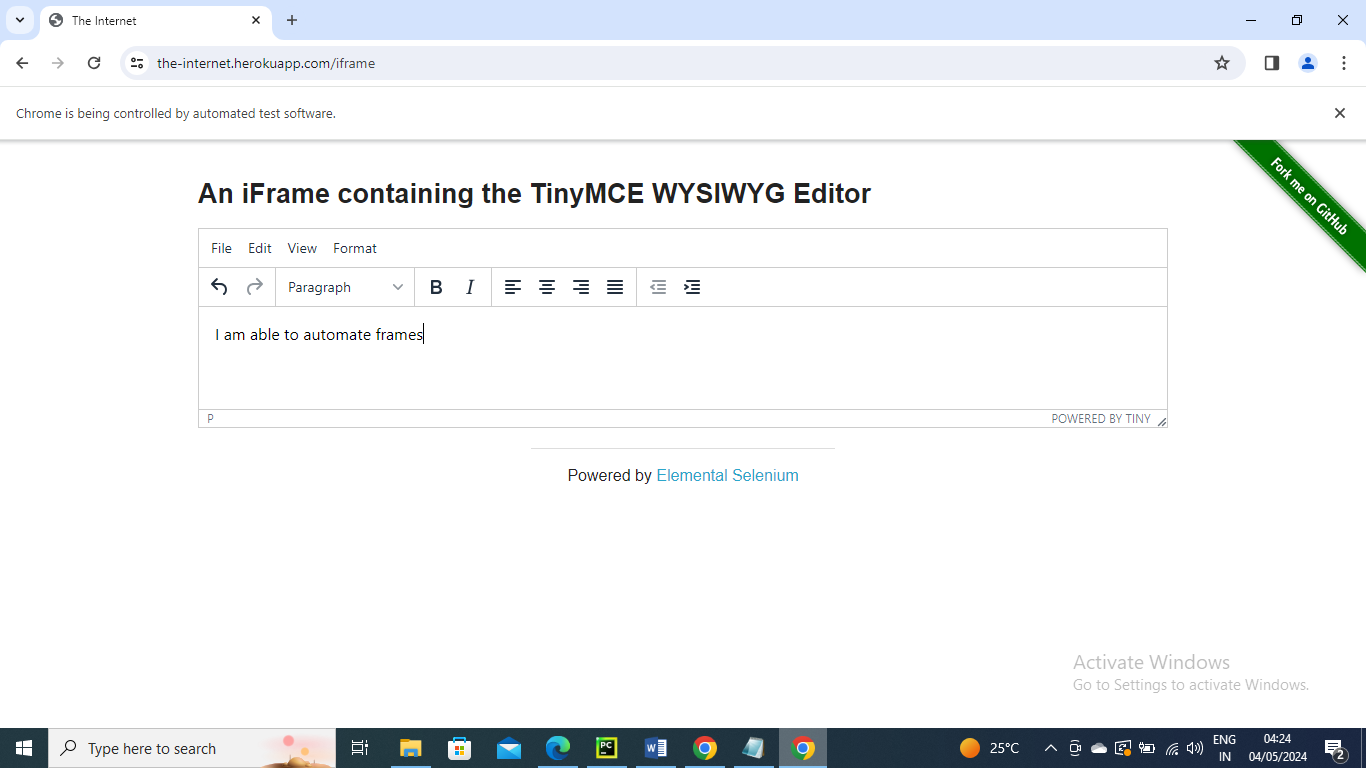 The Internet
the-internet.herokuapp.com/iframe
Chrome is being controlled by automated test software.
Fork me on GitHub
An iFrame containing the TinyMCE WYSIWYG Editor
File Edit View Format
Paragraph B I
I am able to automate frames
P POWERED BY TINY
Powered by Elemental Selenium
Activate Windows
Go to Settings to activate Windows.
Type here to search PC W 25°C ENG IN 04:24 04/05/2024 2